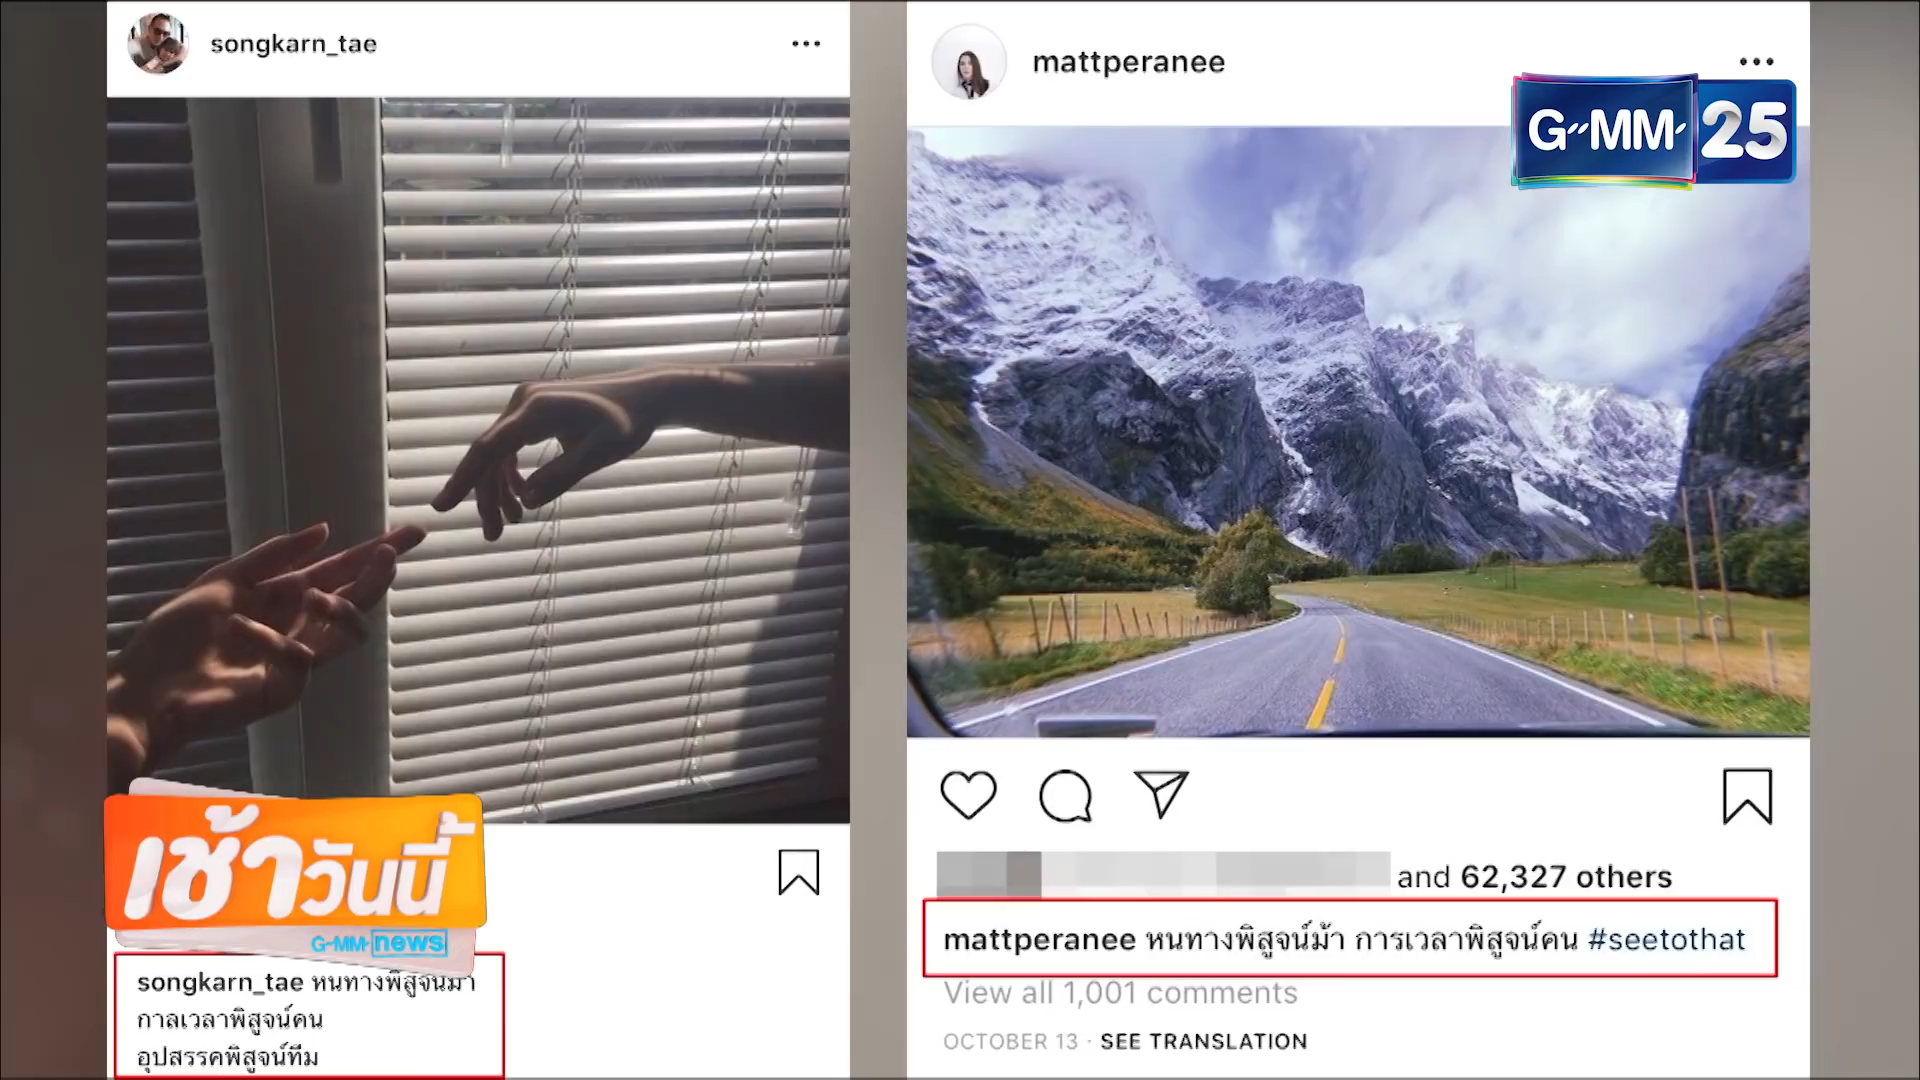 songkarn_tae
mattperanee
GMM 25
and 62,327 others
mattperanee หนทางพิสูจน์ม้า การเวลาพิสูจน์คน #seetothat
View all 1,001 comments
OCTOBER 13 · SEE TRANSLATION
เช้าวันนี้
GMM news
songkarn_tae หนทางพิสูจน์ม้า
กาลเวลาพิสูจน์คน
อุปสรรคพิสูจน์ทีม